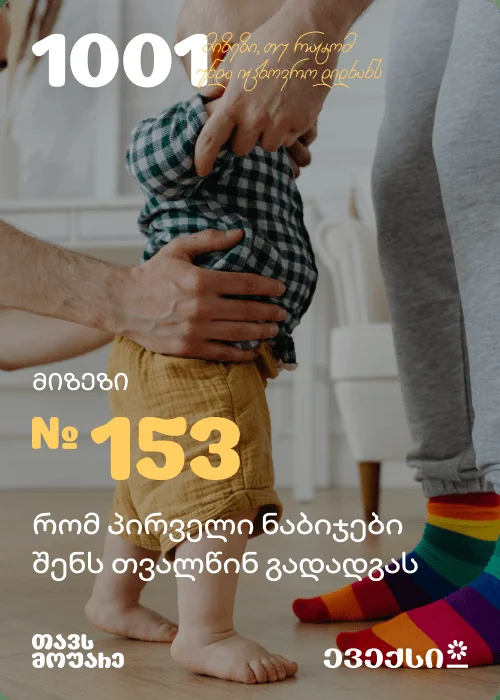 1001 მიზეზი, თუ რატომ
უნდა იცხოვრო დიდხანს
მიზეზი
№ 153
რომ პირველი ნაბიჯები
შენს თვალწინ გადადგას
თავს
მოუარე
ევექსი